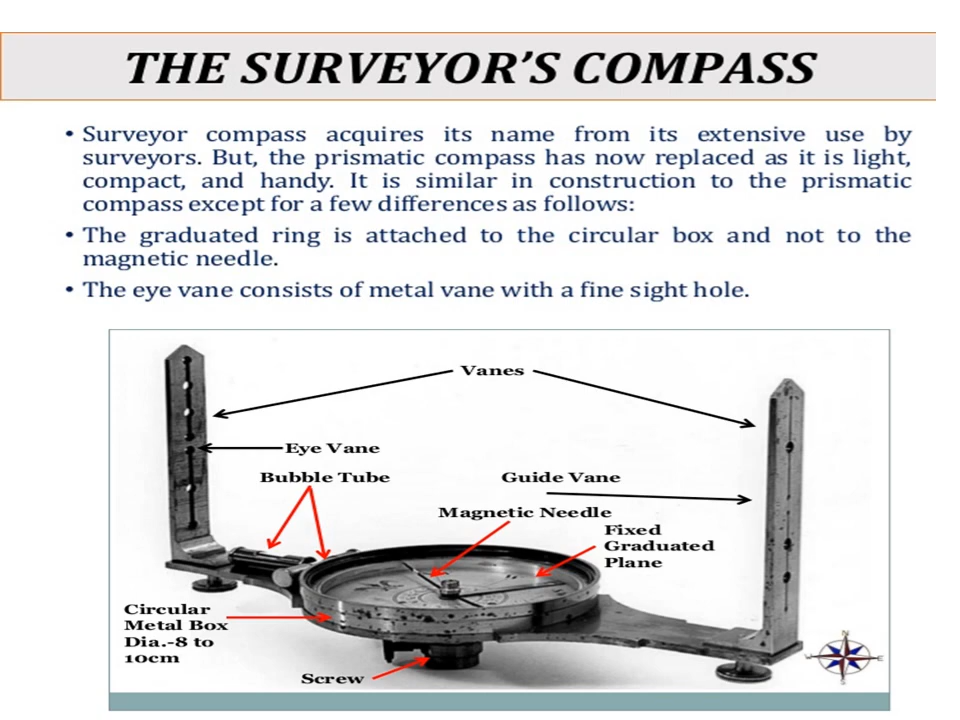 THE SURVEYOR'S COMPASS
• Surveyor compass acquires its name from its extensive use by
surveyors. But, the prismatic compass has now replaced as it is light,
compact, and handy. It is similar in construction to the prismatic
compass except for a few differences as follows:
• The graduated ring is attached to the circular box and not to the
magnetic needle.
• The eye vane consists of metal vane with a fine sight hole.
Vanes
Eye Vane
Bubble Tube
Guide Vane
Magnetic Needle
Fixed
Graduated
Plane
Circular
Metal Box
Dia.-8 to
10cm
Screw
N
W
E
S